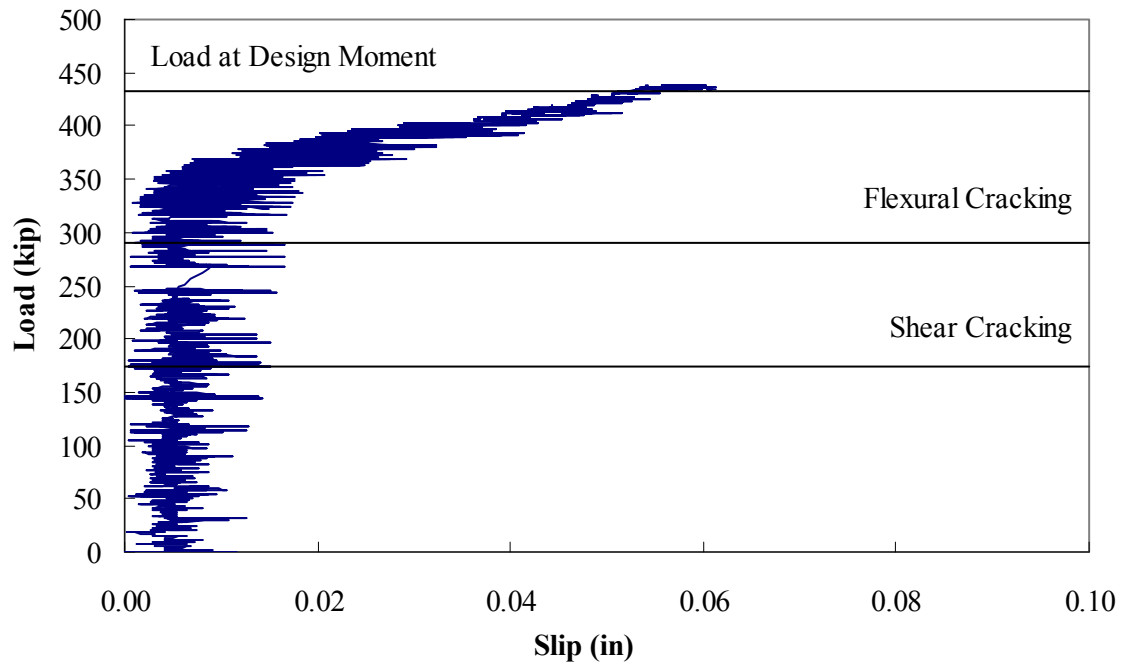 500
Load at Design Moment
450
400
350
Flexural Cracking
300
250
Shear Cracking
200
150
100
50
0
Load (kip)
0.00 0.02 0.04 0.06 0.08 0.10
Slip (in)